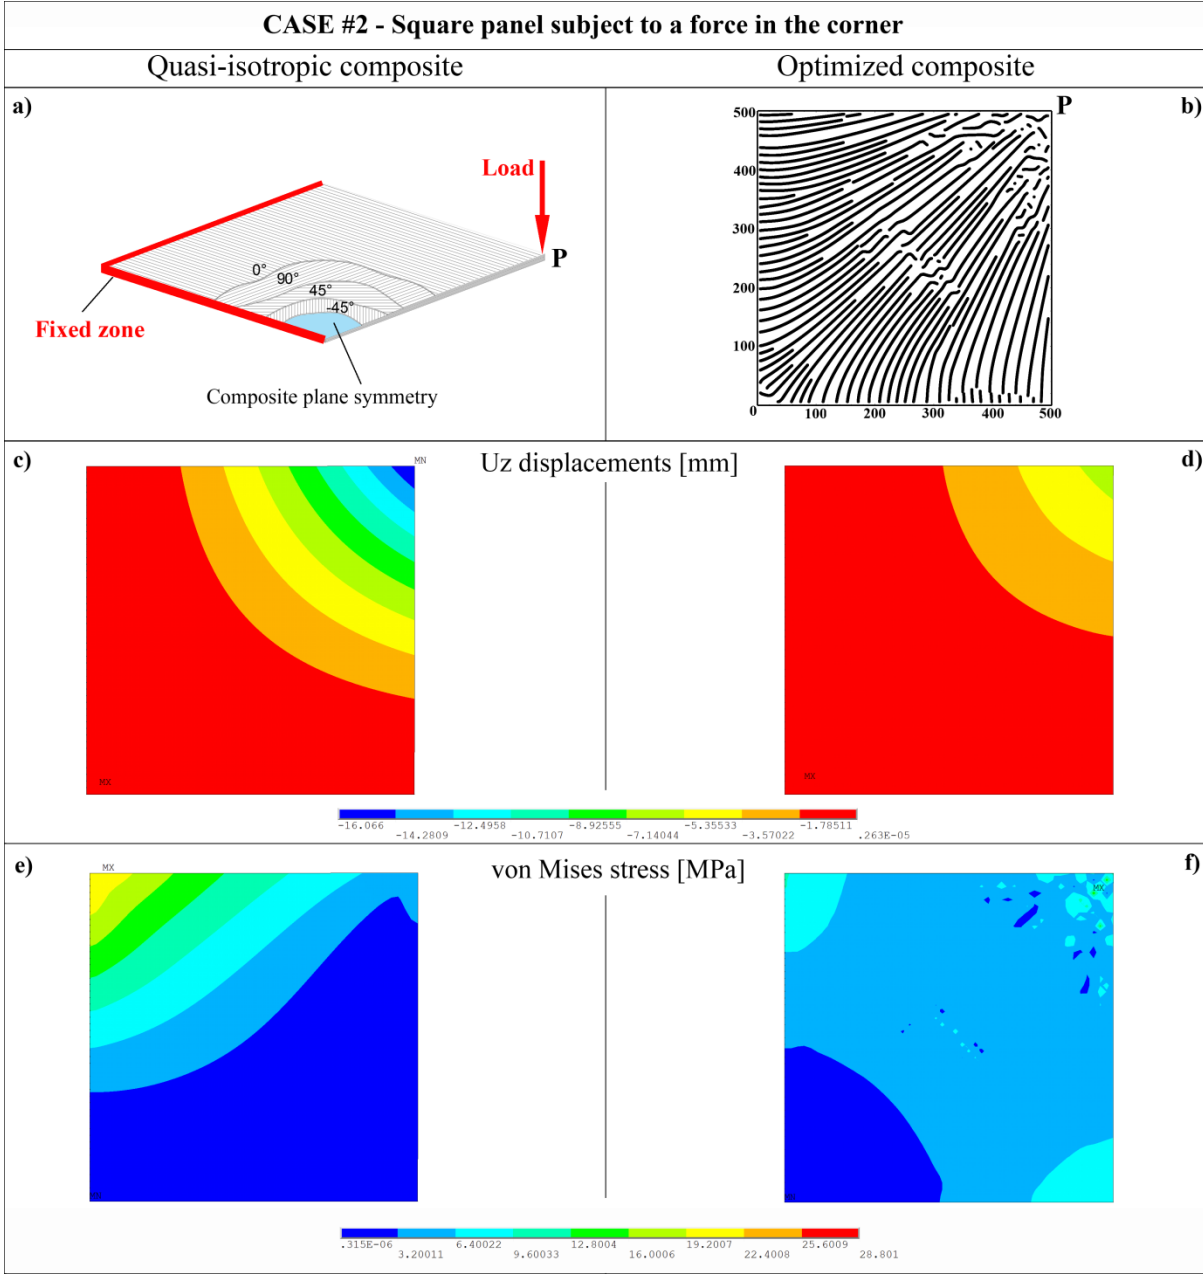 CASE #2 - Square panel subject to a force in the corner
Quasi-isotropic composite
Optimized composite
a)
Load
P
0°
90°
45°
-45°
Fixed zone
Composite plane symmetry
b)
P
500
400
300
200
100
0
100
200
300
400
500
c)
Uz displacements [mm]
d)
MN
MX
MX
-16.066
-12.4958
-8.92555
-5.35533
-1.78511
-14.2809
-10.7107
-7.14044
-3.57022
.263E-05
e)
von Mises stress [MPa]
f)
MX
MX
MN
MN
.315E-06
6.40022
12.8004
19.2007
25.6009
3.20011
9.60033
16.0006
22.4008
28.801